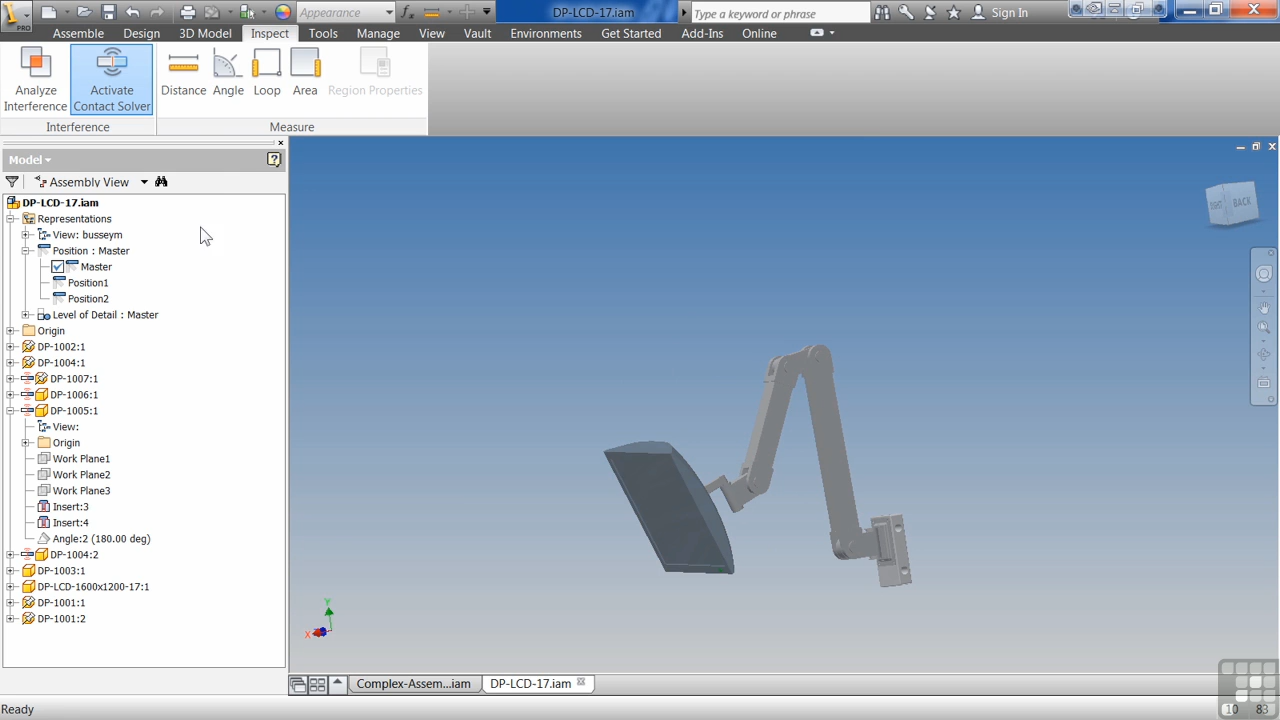 PRO
Appearance
DP-LCD-17.iam
Type a keyword or phrase
Sign In
Assemble
Design
3D Model
Inspect
Tools
Manage
View
Vault
Environments
Get Started
Add-Ins
Online
Analyze
Interference
Activate
Contact Solver
Distance
Angle
Loop
Area
Region Properties
Interference
Measure
Model
Assembly View
DP-LCD-17.iam
Representations
View: busseym
Position : Master
Master
Position1
Position2
Level of Detail : Master
Origin
DP-1002:1
DP-1004:1
DP-1007:1
DP-1006:1
DP-1005:1
View:
Origin
Work Plane1
Work Plane2
Work Plane3
Insert:3
Insert:4
Angle:2 (180.00 deg)
DP-1004:2
DP-1003:1
DP-LCD-1600x1200-17:1
DP-1001:1
DP-1001:2
BACK
Y
X
Complex-Assem...iam
DP-LCD-17.iam
Ready
10
83